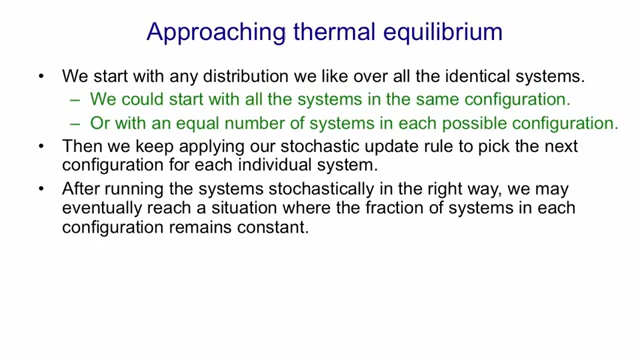 Approaching thermal equilibrium
• We start with any distribution we like over all the identical systems.
– We could start with all the systems in the same configuration.
– Or with an equal number of systems in each possible configuration.
• Then we keep applying our stochastic update rule to pick the next
configuration for each individual system.
• After running the systems stochastically in the right way, we may
eventually reach a situation where the fraction of systems in each
configuration remains constant.